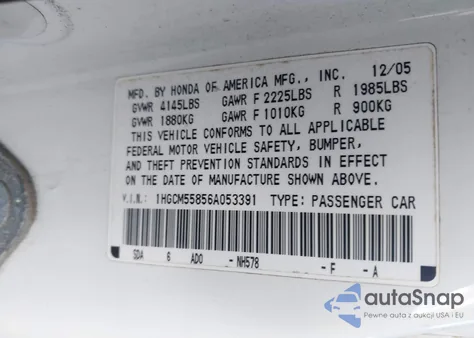 MFD. BY HONDA OF AMERICA MFG., INC. 12/05
GVWR 4145LBS GAWR F 2225LBS R 1985LBS
GVWR 1880KG GAWR F 1010KG R 900KG
THIS VEHICLE CONFORMS TO ALL APPLICABLE
FEDERAL MOTOR VEHICLE SAFETY, BUMPER,
AND THEFT PREVENTION STANDARDS IN EFFECT
ON THE DATE OF MANUFACTURE SHOWN ABOVE.
V.I.N.: 1HGCM55856A053391 TYPE: PASSENGER CAR
SDA 6 AD0 -NH578 -F -A
autoSnap
Pewne auta z aukcji USA i EU